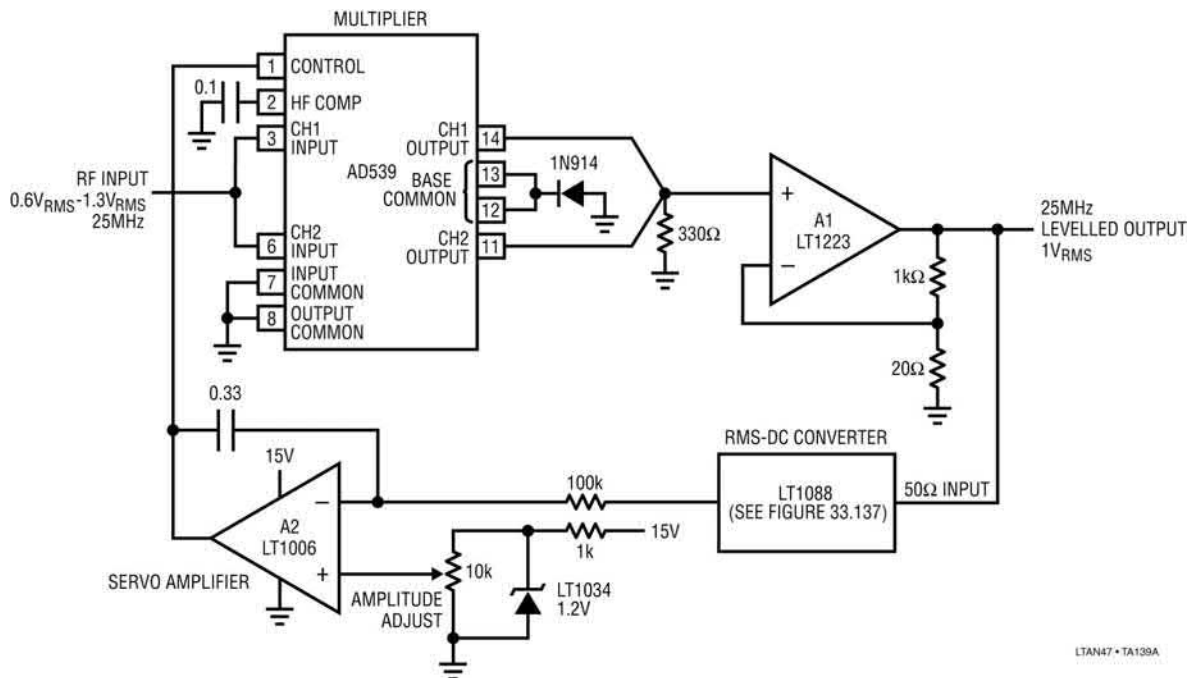 MULTIPLIER
1 CONTROL
0.1
2 HF COMP
3 CH1
INPUT
CH1
OUTPUT 14
AD539
13
BASE
COMMON
12
1N914
RF INPUT
0.6VRMS-1.3VRMS
25MHz
CH2
6 INPUT
CH2
OUTPUT 11
INPUT
7 COMMON
8 OUTPUT
COMMON
330Ω
+
A1
LT1223
−
25MHz
LEVELLED OUTPUT
1VRMS
1kΩ
20Ω
0.33
RMS-DC CONVERTER
LT1088
(SEE FIGURE 33.137)
50Ω INPUT
15V
100k
−
A2
LT1006
+
SERVO AMPLIFIER
1k
15V
10k
AMPLITUDE
ADJUST
LT1034
1.2V
LTAN47 • TA139A